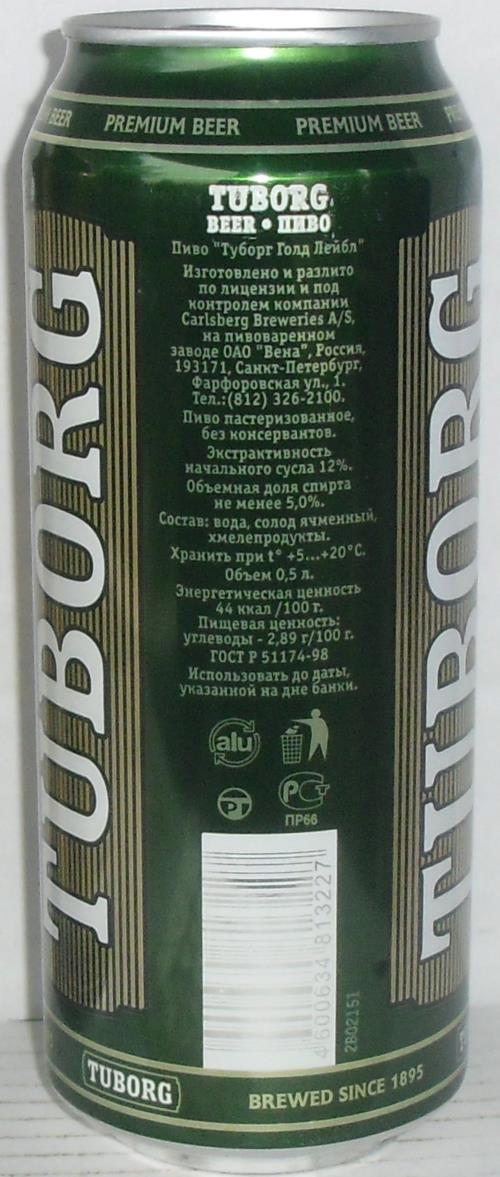 BEER PREMIUM BEER PREMIUM BEER
TUBORG
BEER • ПИВО
Пиво "Туборг Голд Лейбл"
Изготовлено и разлито
по лицензии и под
контролем компании
Carlsberg Breweries A/S,
на пивоваренном
заводе ОАО "Вена", Россия,
193171, Санкт-Петербург,
Фарфоровская ул., 1.
Тел.:(812) 326-2100.
Пиво пастеризованное,
без консервантов.
Экстрактивность
начального сусла 12%.
Объемная доля спирта
не менее 5,0%.
Состав: вода, солод ячменный,
хмелепродукты.
Хранить при t° +5...+20°C.
Объем 0,5 л.
Энергетическая ценность
44 ккал /100 г.
Пищевая ценность:
углеводы - 2,89 г/100 г.
ГОСТ Р 51174-98
Использовать до даты,
указанной на дне банки.
alu
РТ
РСТ
ПР66
4600634 813227
2B02151
TUBORG
TUBORG
TUBORG
BREWED SINCE 1895